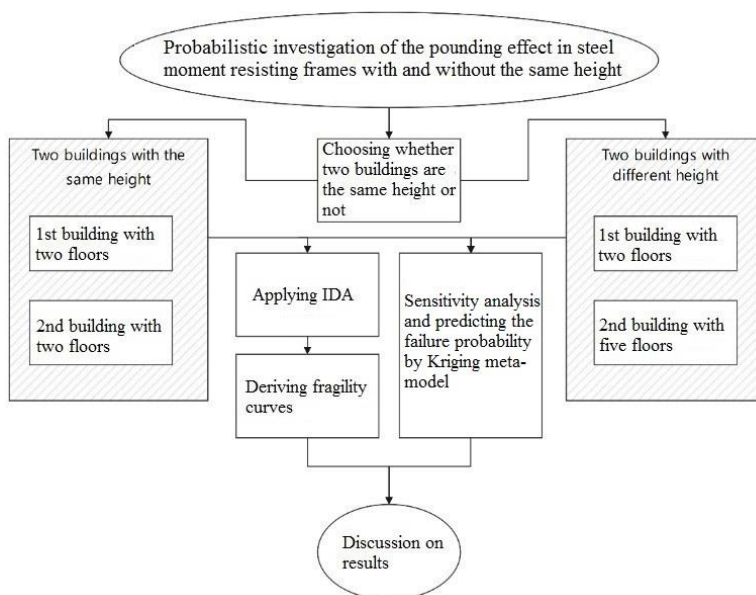 Probabilistic investigation of the pounding effect in steel
moment resisting frames with and without the same height
Choosing whether
two buildings are
the same height or
not
Two buildings with the
same height
1st building with
two floors
2nd building with
two floors
Two buildings with
different height
1st building with
two floors
2nd building with
five floors
Applying IDA
Deriving fragility
curves
Sensitivity analysis
and predicting the
failure probability
by Kriging meta-
model
Discussion on
results